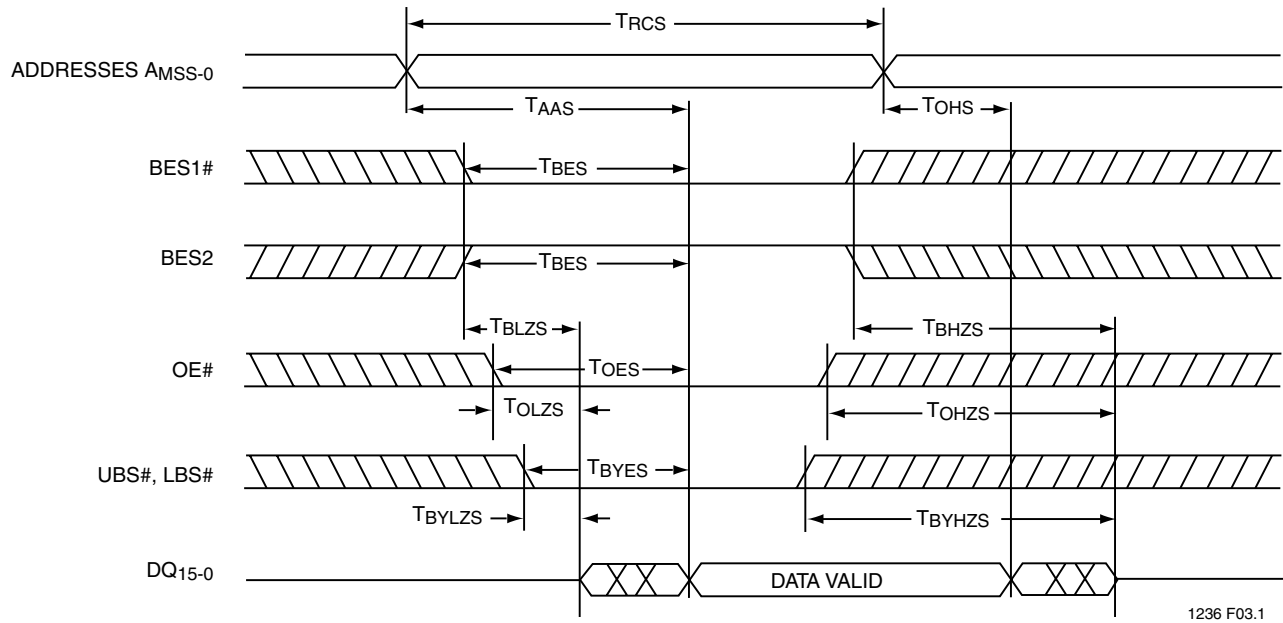 TRCS
ADDRESSES AMSS-0
TAAS
TOHS
BES1#
TBES
BES2
TBES
TBLZS
TBHZS
OE#
TOES
TOLZS
TOHZS
UBS#, LBS#
TBYES
TBYLZS
TBYHZS
DQ15-0
DATA VALID
1236 F03.1